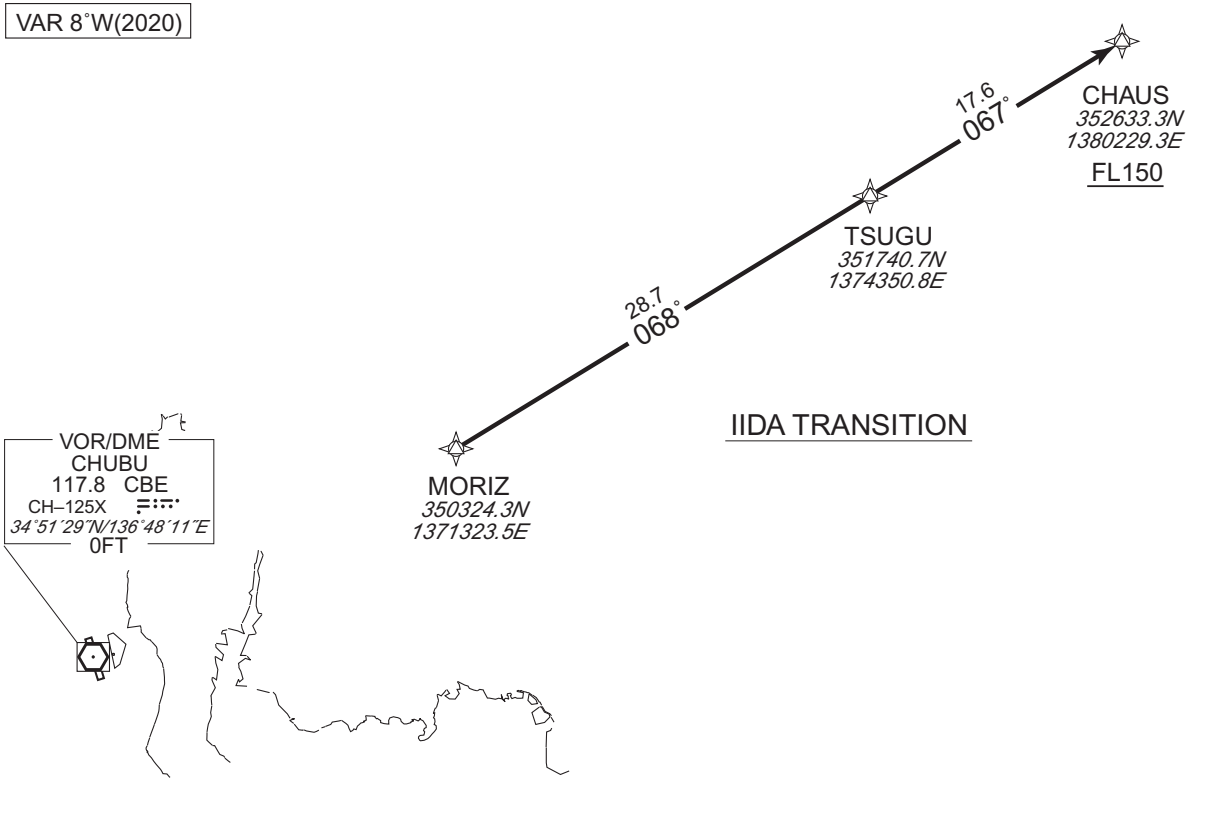 VAR 8˚W(2020)
CHAUS
352633.3N
1380229.3E
FL150
17.6
067°
TSUGU
351740.7N
1374350.8E
28.7
068°
IIDA TRANSITION
MORIZ
350324.3N
1371323.5E
VOR/DME
CHUBU
117.8 CBE
CH–125X
34˚51´29˝N/136˚48´11˝E
0FT